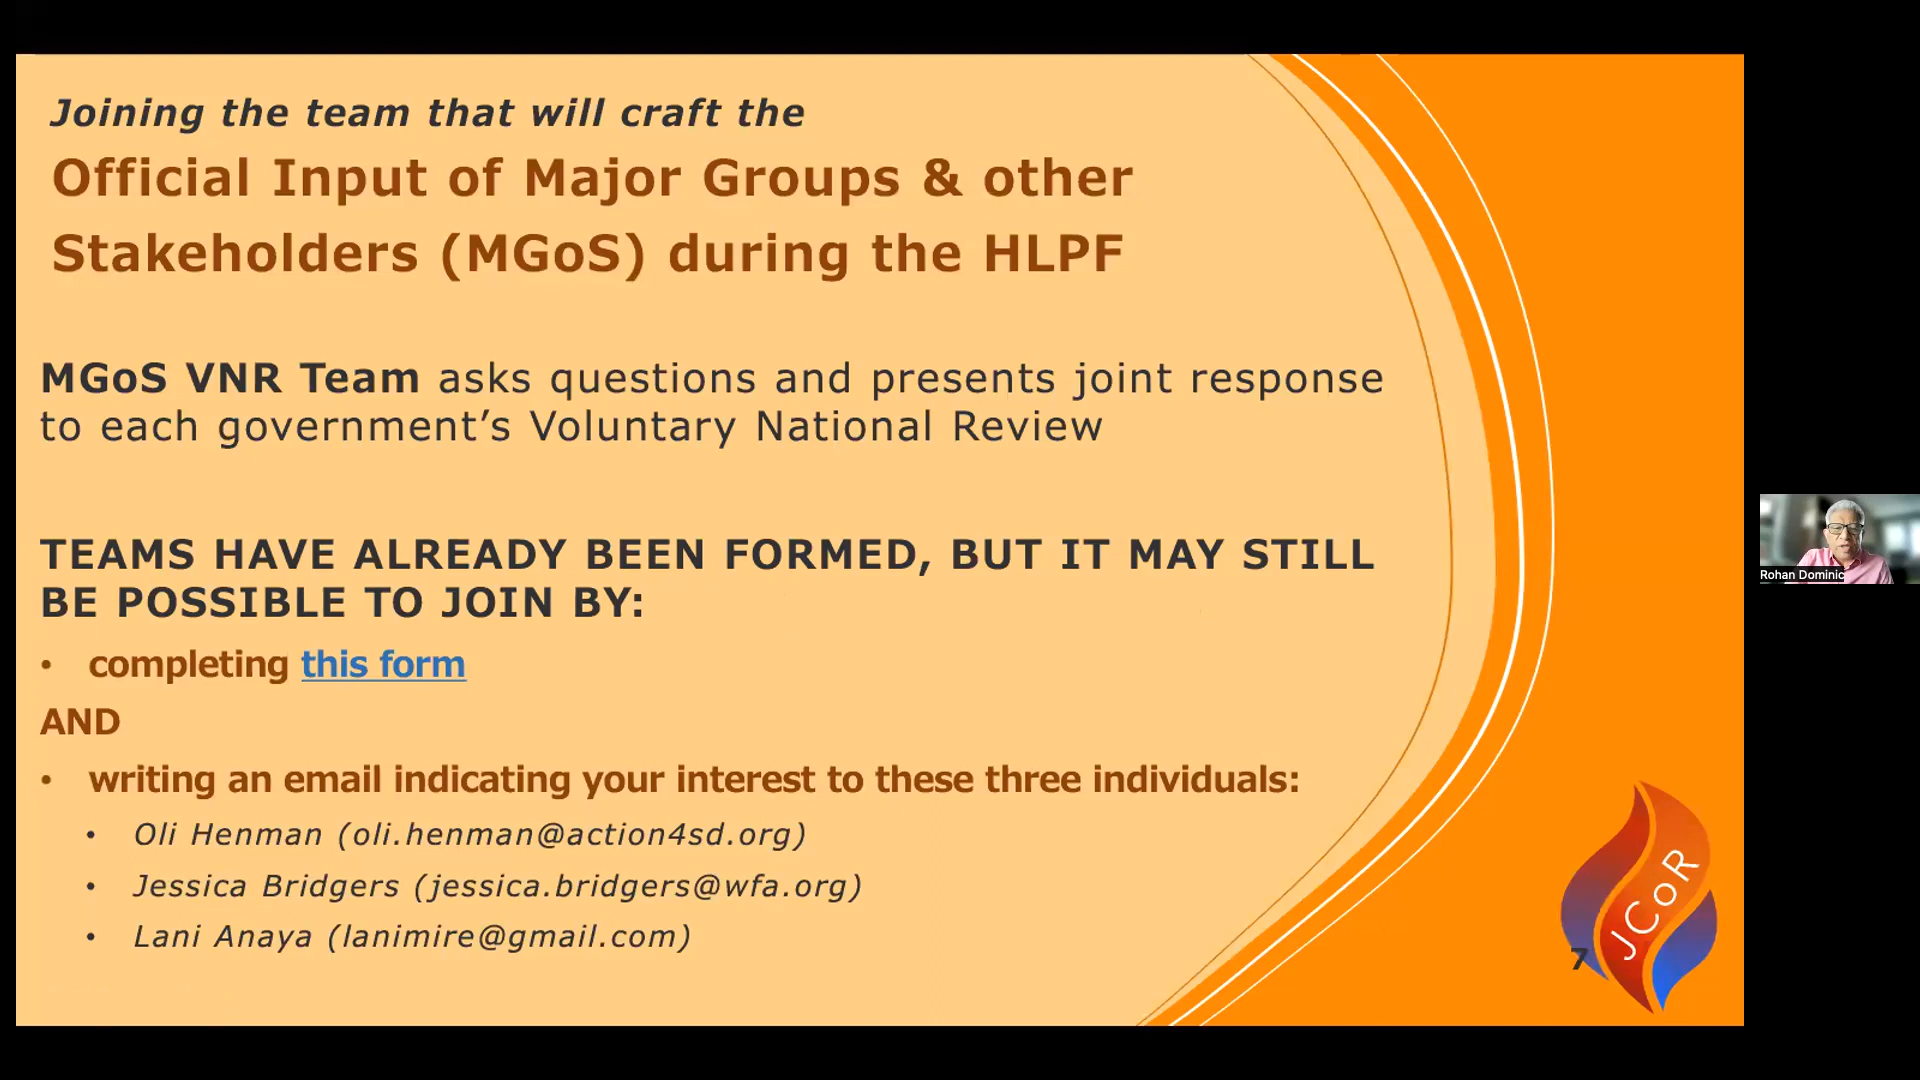 Joining the team that will craft the
Official Input of Major Groups & other
Stakeholders (MGoS) during the HLPF
MGoS VNR Team asks questions and presents joint response
to each government’s Voluntary National Review
TEAMS HAVE ALREADY BEEN FORMED, BUT IT MAY STILL
BE POSSIBLE TO JOIN BY:
• completing this form
AND
• writing an email indicating your interest to these three individuals:
• Oli Henman (oli.henman@action4sd.org)
• Jessica Bridgers (jessica.bridgers@wfa.org)
• Lani Anaya (lanimire@gmail.com)
JCoR
7
Rohan Dominic